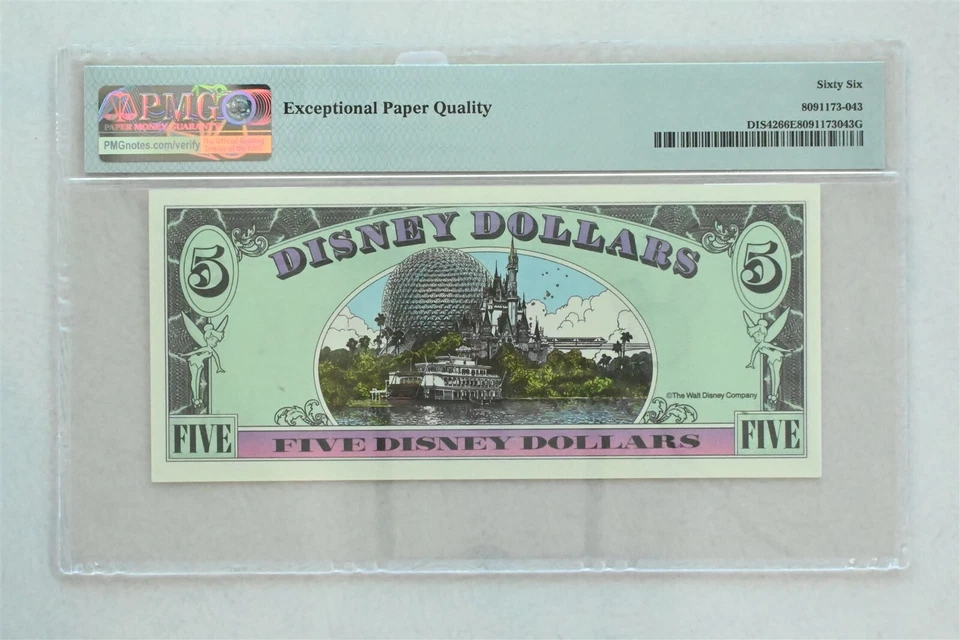 PMG
PAPER MONEY GUARANTY
PMGnotes.com/verify
Exceptional Paper Quality
Sixty Six
8091173-043
DIS4266E8091173043G
DISNEY DOLLARS
5
5
©The Walt Disney Company
FIVE
FIVE DISNEY DOLLARS
FIVE